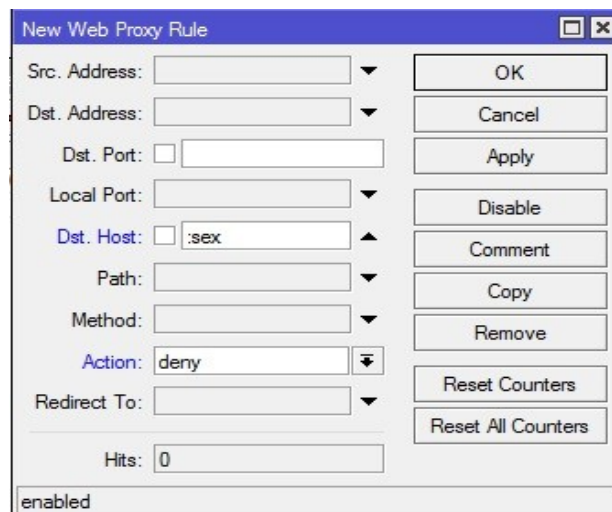 New Web Proxy Rule
Src. Address:
Dst. Address:
Dst. Port:
Local Port:
Dst. Host: :sex
Path:
Method:
Action: deny
Redirect To:
Hits: 0
enabled
OK
Cancel
Apply
Disable
Comment
Copy
Remove
Reset Counters
Reset All Counters